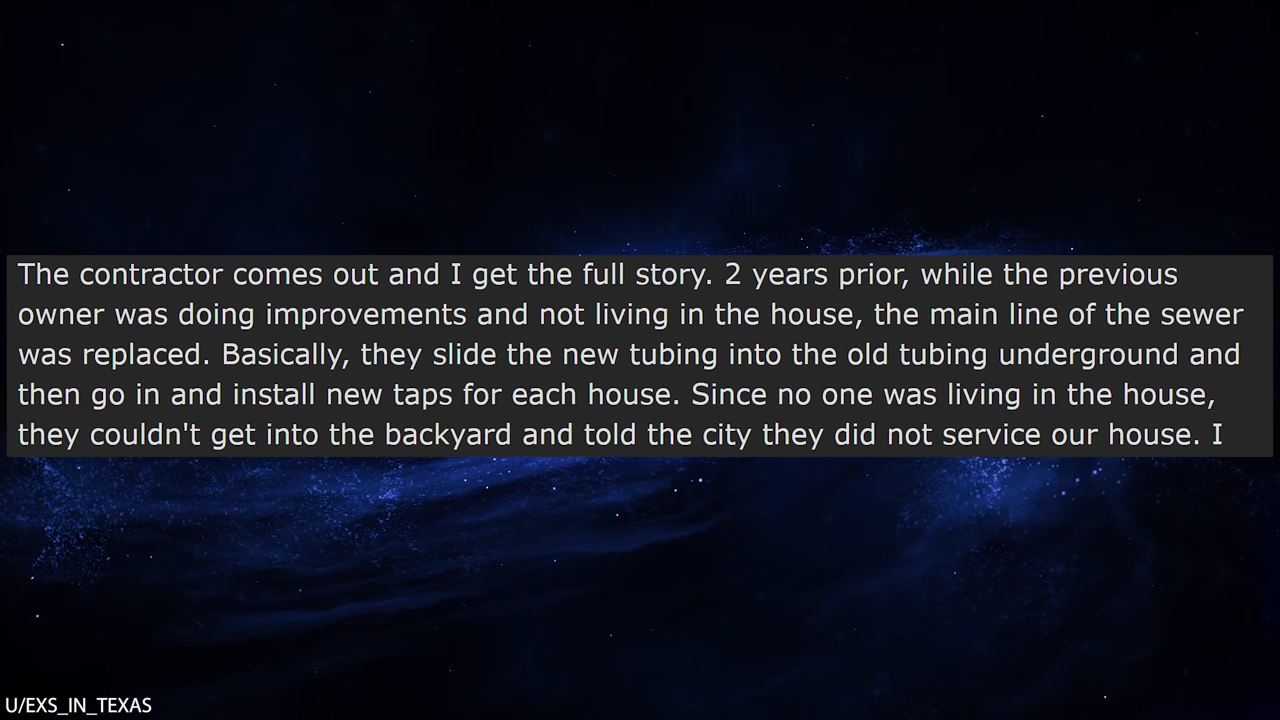 The contractor comes out and I get the full story. 2 years prior, while the previous
owner was doing improvements and not living in the house, the main line of the sewer
was replaced. Basically, they slide the new tubing into the old tubing underground and
then go in and install new taps for each house. Since no one was living in the house,
they couldn't get into the backyard and told the city they did not service our house. I
U/EXS_IN_TEXAS